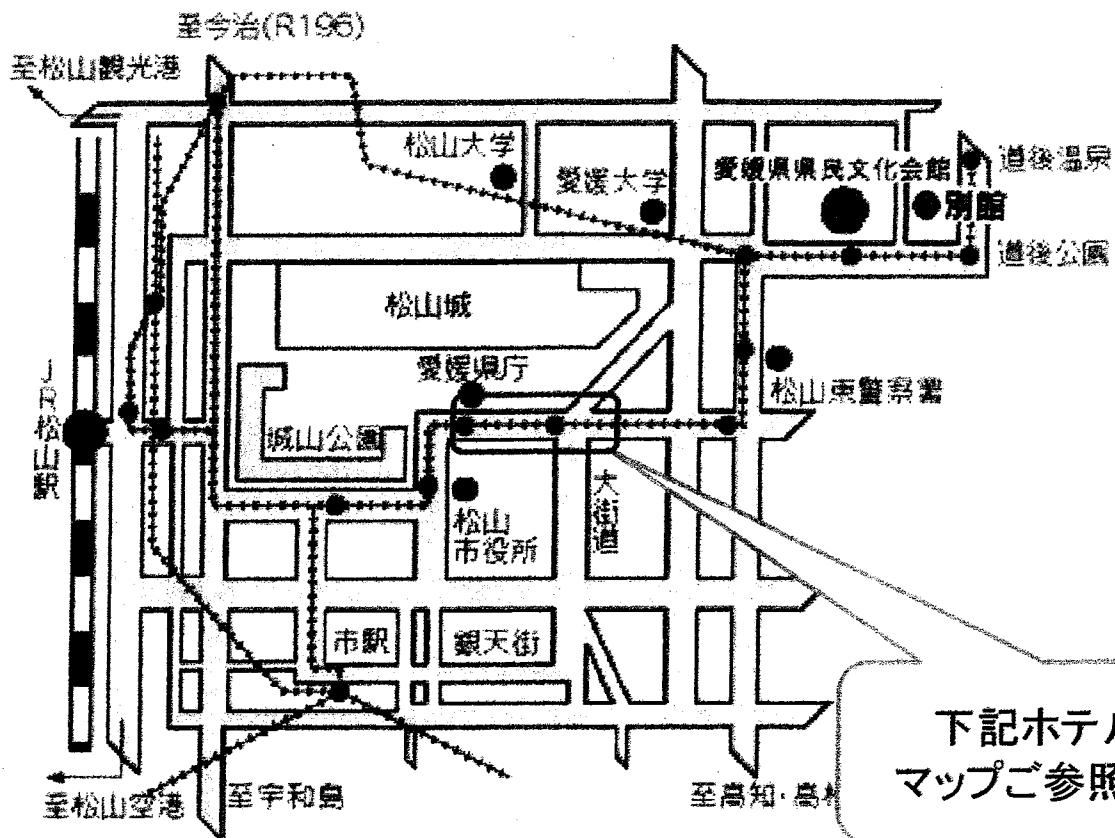 至今治(R196)
至松山観光港
松山大学
愛媛大学
愛媛県県民文化会館
道後温泉
別館
道後公園
松山城
愛媛県庁
松山東警察署
JR松山駅
城山公園
大街道
松山
市役所
市駅
銀天街
下記ホテル
マップご参照
至松山空港
至宇和島
至高知・高松